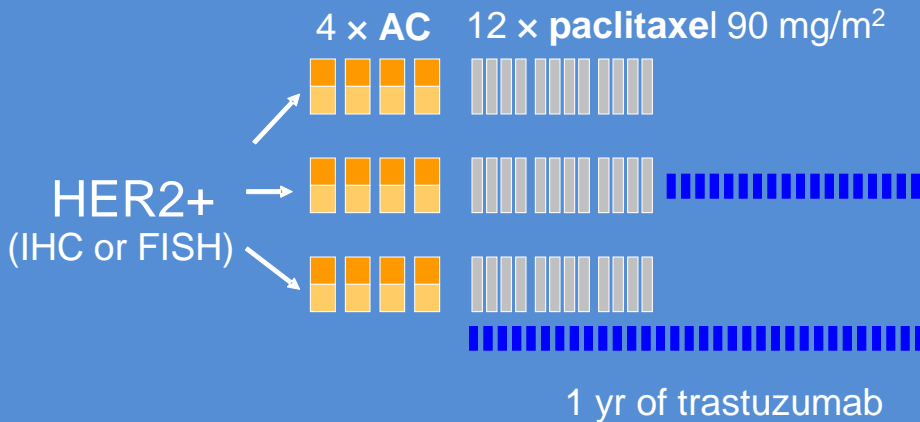 4 × AC
12 × paclitaxel 90 mg/m²
HER2+
(IHC or FISH)
1 yr of trastuzumab